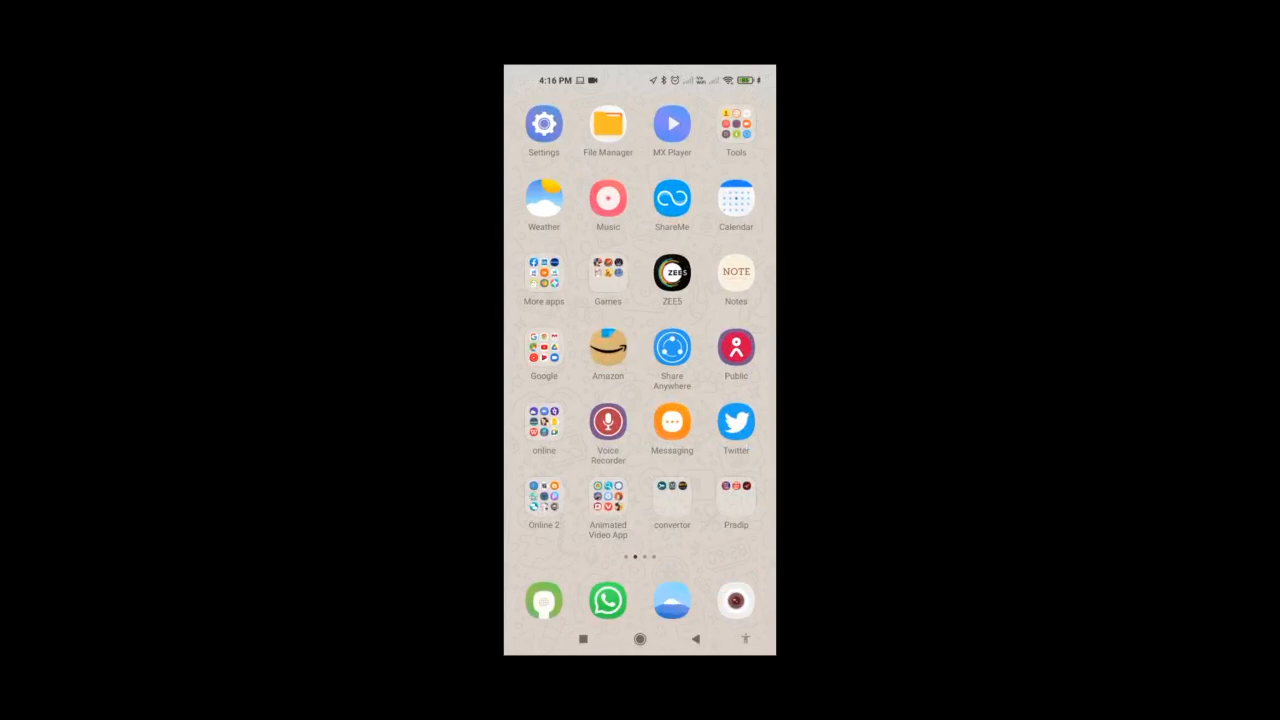 4:16 PM
Settings File Manager MX Player Tools
Weather Music ShareMe Calendar
ZEE5 NOTE
More apps Games ZEE5 Notes
Google Amazon Share Anywhere Public
online Voice Recorder Messaging Twitter
Online 2 Animated Video App convertor Pradip